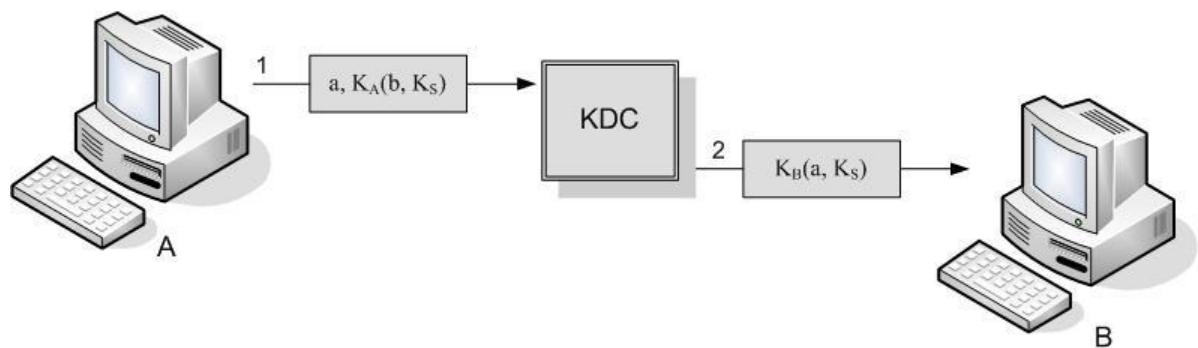 1
a, K_A(b, K_S)
KDC
2
K_B(a, K_S)
A
B